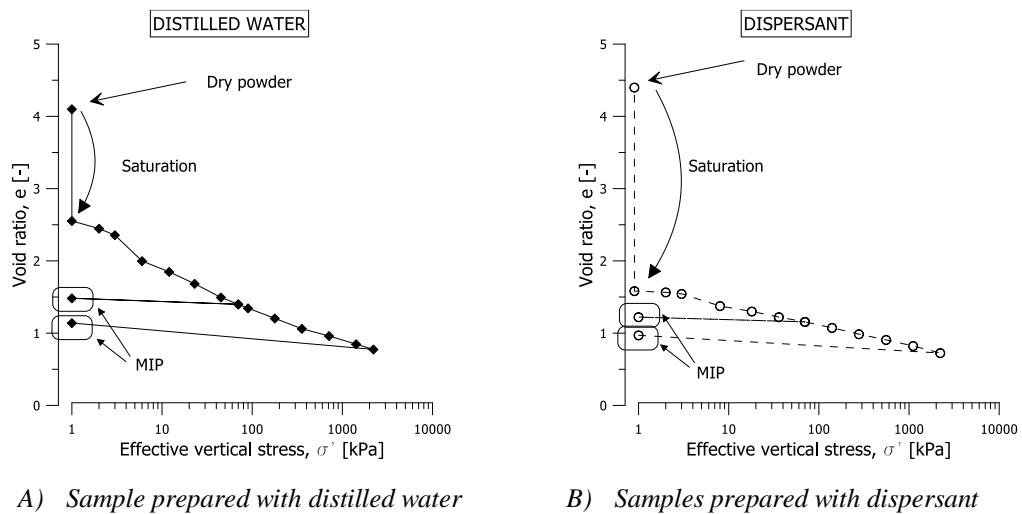 DISTILLED WATER
5
4
3
2
1
0
Void ratio, e [-]
Dry powder
Saturation
MIP
1
10
100
1000
10000
Effective vertical stress, σ' [kPa]
A) Sample prepared with distilled water
DISPERSANT
5
4
3
2
1
0
Void ratio, e [-]
Dry powder
Saturation
MIP
1
10
100
1000
10000
Effective vertical stress, σ' [kPa]
B) Samples prepared with dispersant